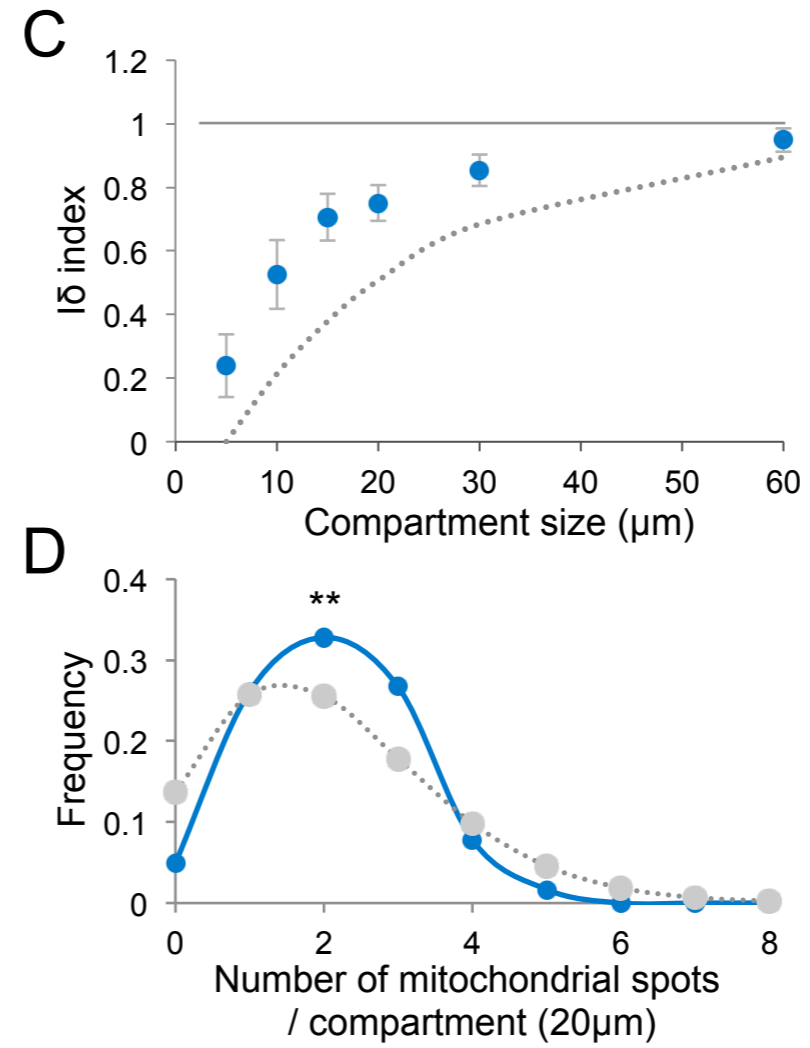 C
1.2
1
0.8
0.6
0.4
0.2
0
Iδ index
0 10 20 30 40 50 60
Compartment size (µm)
D
0.4
0.3
0.2
0.1
0
Frequency
**
0 2 4 6 8
Number of mitochondrial spots
/ compartment (20µm)